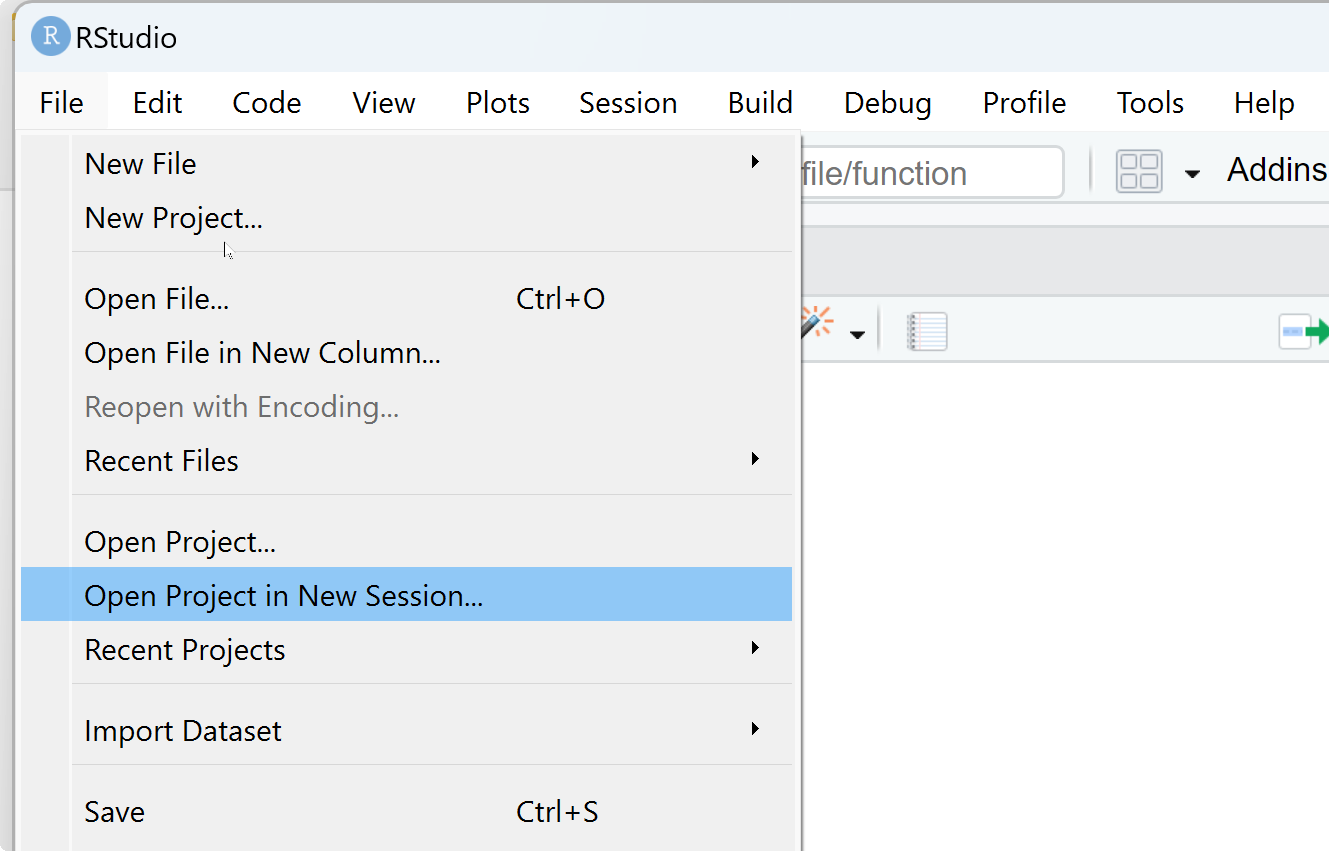 R RStudio
File Edit Code View Plots Session Build Debug Profile Tools Help
file/function Addins
New File
New Project...
Open File... Ctrl+O
Open File in New Column...
Reopen with Encoding...
Recent Files
Open Project...
Open Project in New Session...
Recent Projects
Import Dataset
Save Ctrl+S